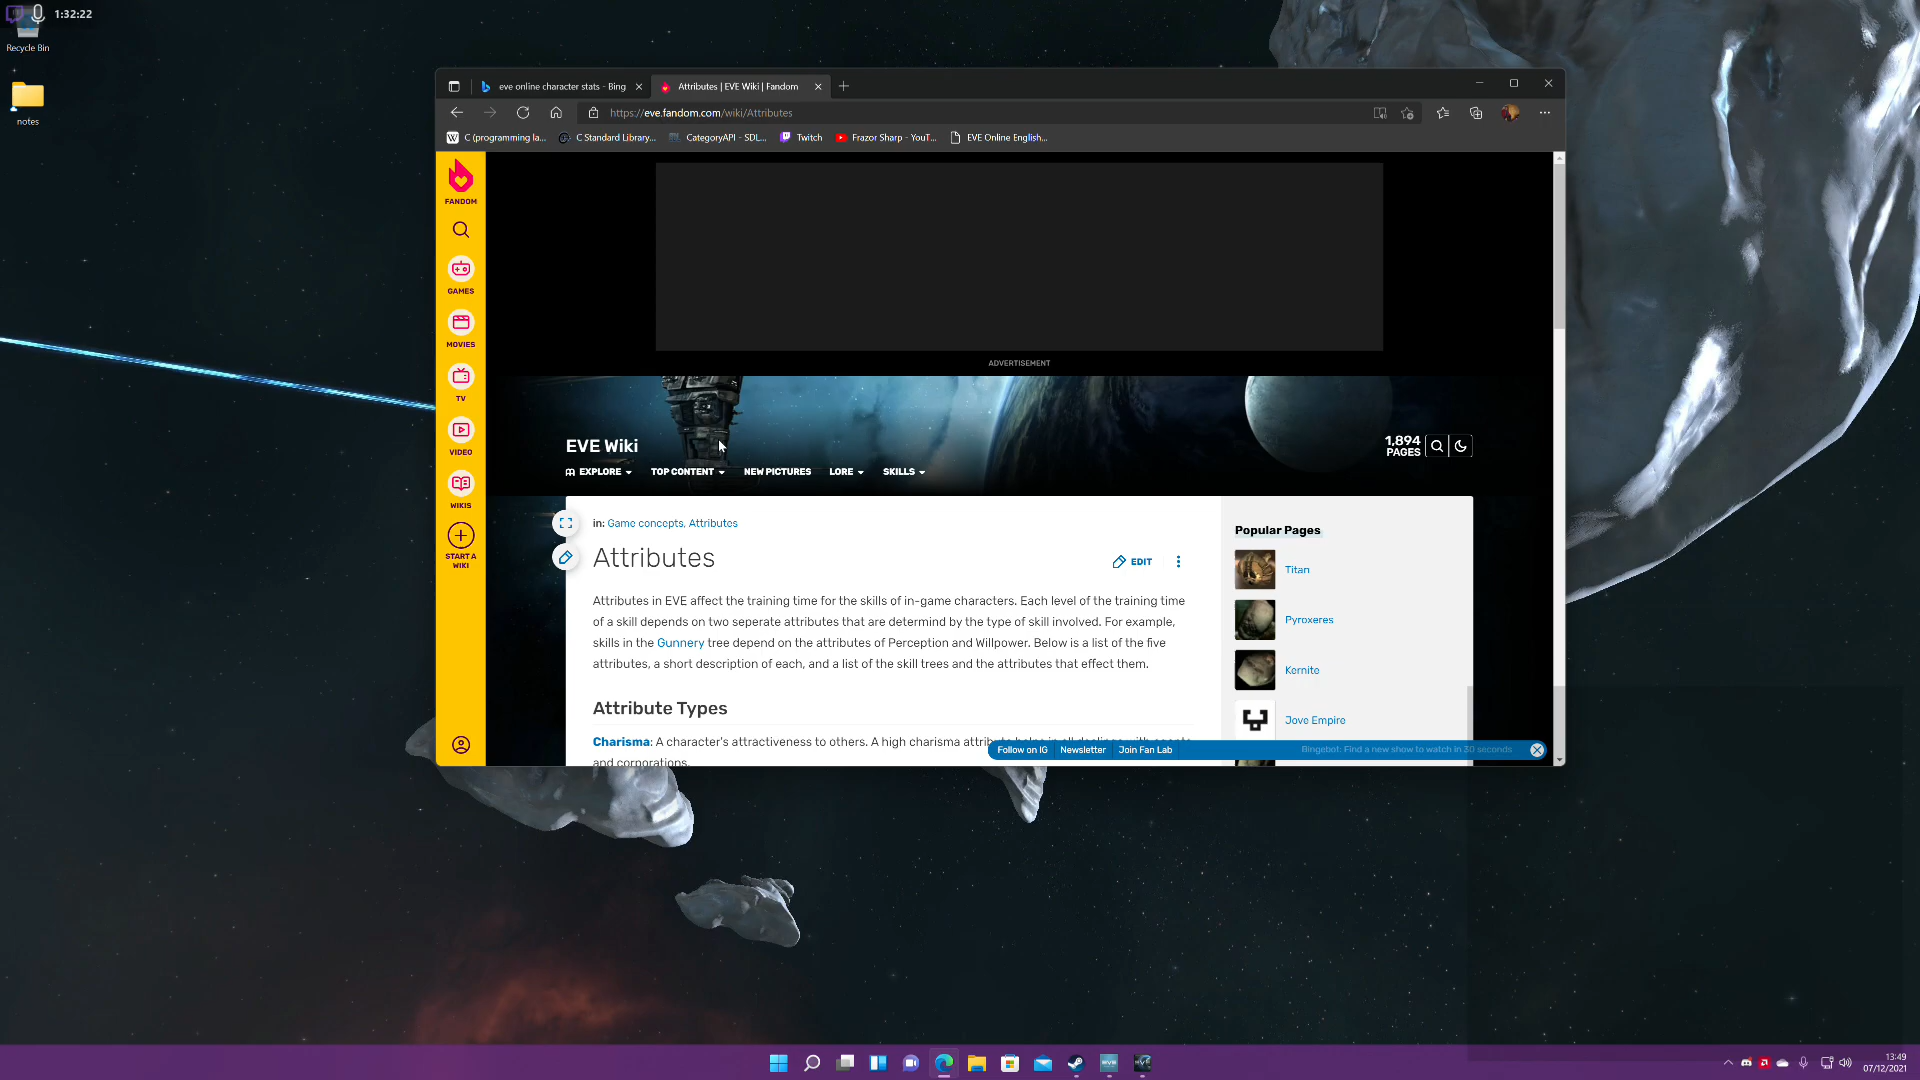 1:32:22
Recycle Bin
notes
eve online character stats - Bing
Attributes | EVE Wiki | Fandom
https://eve.fandom.com/wiki/Attributes
C (programming la...
C Standard Library...
CategoryAPI - SDL...
Twitch
Frazor Sharp - YouT...
EVE Online English...
FANDOM
GAMES
MOVIES
TV
VIDEO
WIKIS
START A
WIKI
ADVERTISEMENT
EVE Wiki
1,894
PAGES
EXPLORE
TOP CONTENT
NEW PICTURES
LORE
SKILLS
in: Game concepts, Attributes
Attributes
EDIT
Attributes in EVE affect the training time for the skills of in-game characters. Each level of the training time
of a skill depends on two seperate attributes that are determind by the type of skill involved. For example,
skills in the Gunnery tree depend on the attributes of Perception and Willpower. Below is a list of the five
attributes, a short description of each, and a list of the skill trees and the attributes that effect them.
Attribute Types
Charisma: A character's attractiveness to others. A high charisma attribute helps in all dealings with agents
and corporations.
Popular Pages
Titan
Pyroxeres
Kernite
Jove Empire
Follow on IG
Newsletter
Join Fan Lab
Bingebot: Find a new show to watch in 30 seconds
13:49
07/12/2021